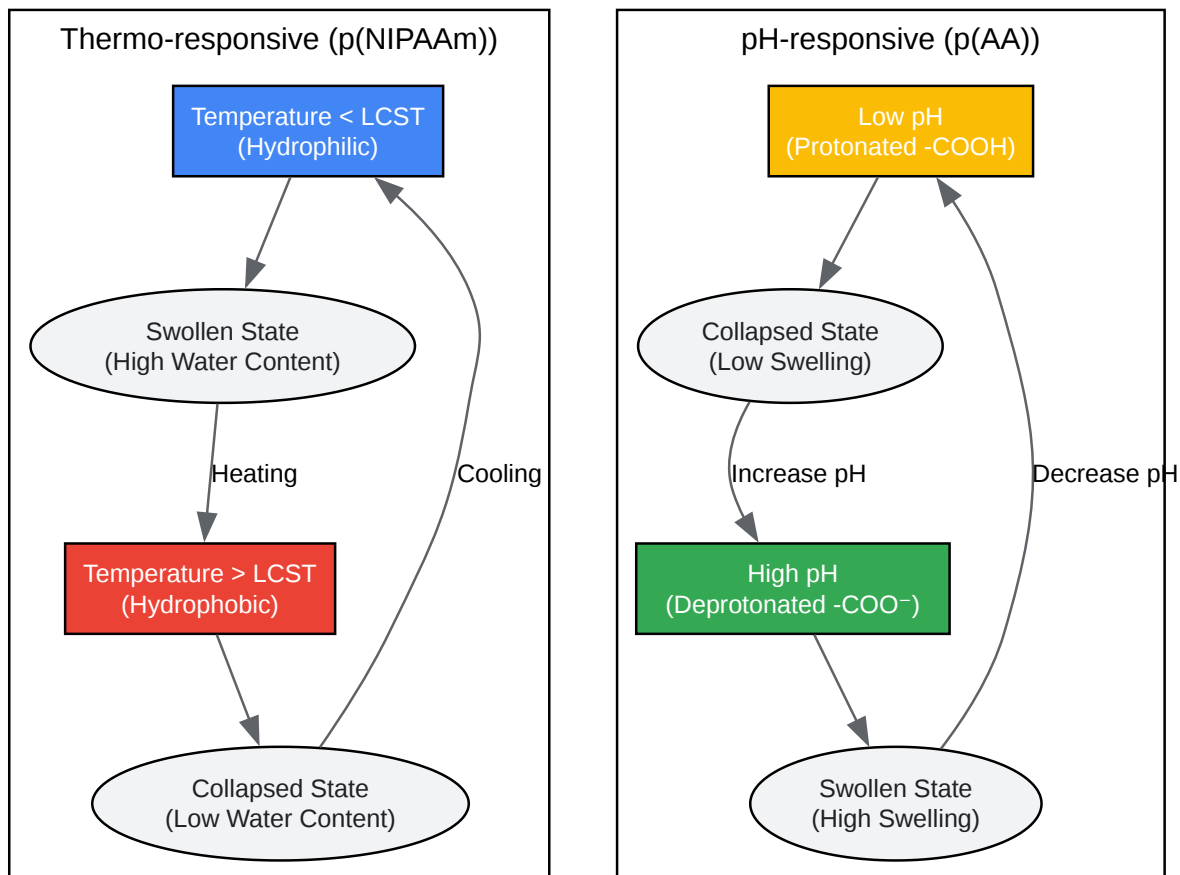 Thermo-responsive (p(NIPAAm))
Temperature < LCST
(Hydrophilic)
Swollen State
(High Water Content)
Heating
Cooling
Temperature > LCST
(Hydrophobic)
Collapsed State
(Low Water Content)
pH-responsive (p(AA))
Low pH
(Protonated -COOH)
Collapsed State
(Low Swelling)
Increase pH
Decrease pH
High pH
(Deprotonated -COO⁻)
Swollen State
(High Swelling)